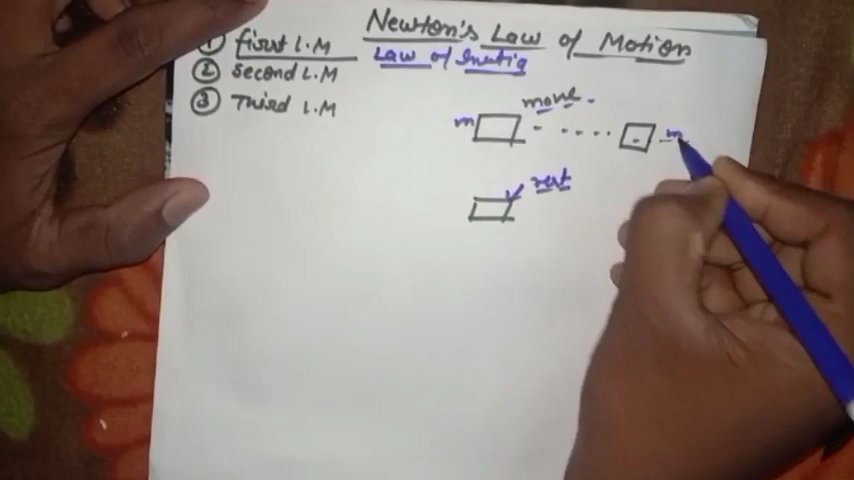 Newton's Law of Motion
① first L.M
Law of Inertia
② Second L.M
③ Third L.M
move.
m
m
rest